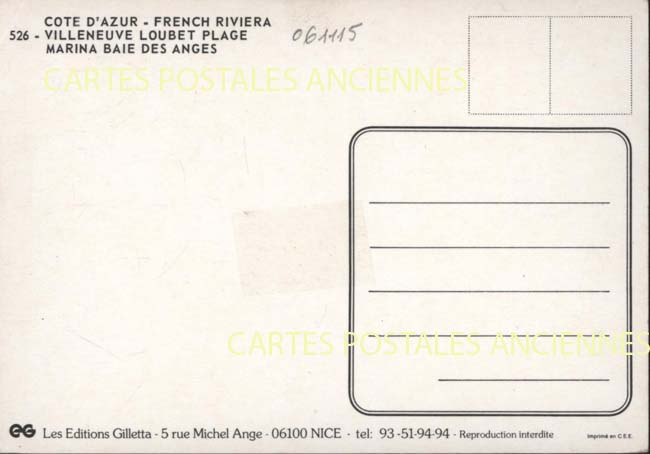 COTE D'AZUR - FRENCH RIVIERA
526 - VILLENEUVE LOUBET PLAGE
MARINA BAIE DES ANGES
061115
CARTES POSTALES ANCIENNES
CARTES POSTALES ANCIENNES
EG Les Editions Gilletta - 5 rue Michel Ange - 06100 NICE - tel: 93-51-94-94 - Reproduction interdite
Imprimé en C.E.E.